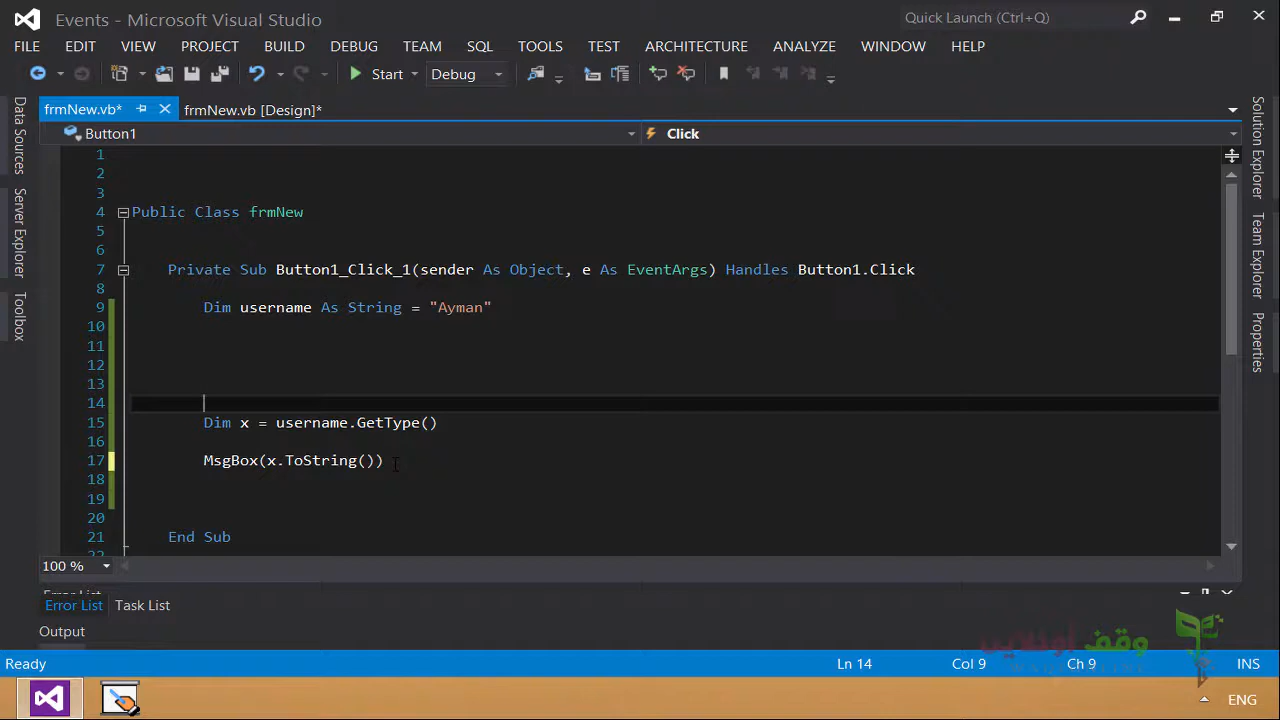 Events - Microsoft Visual Studio
Quick Launch (Ctrl+Q)
FILE EDIT VIEW PROJECT BUILD DEBUG TEAM SQL TOOLS TEST ARCHITECTURE ANALYZE WINDOW HELP
Start Debug
frmNew.vb* frmNew.vb [Design]*
Button1 Click
Data Sources
Server Explorer
Toolbox
Solution Explorer
Team Explorer
Properties
1
2
3
4 Public Class frmNew
5
6
7 Private Sub Button1_Click_1(sender As Object, e As EventArgs) Handles Button1.Click
8
9 Dim username As String = "Ayman"
10
11
12
13
14
15 Dim x = username.GetType()
16
17 MsgBox(x.ToString())
18
19
20
21 End Sub
22
100 %
Error List
Error List Task List
Output
وقف أونلاين
Ready Ln 14 Col 9 Ch 9 INS
ENG